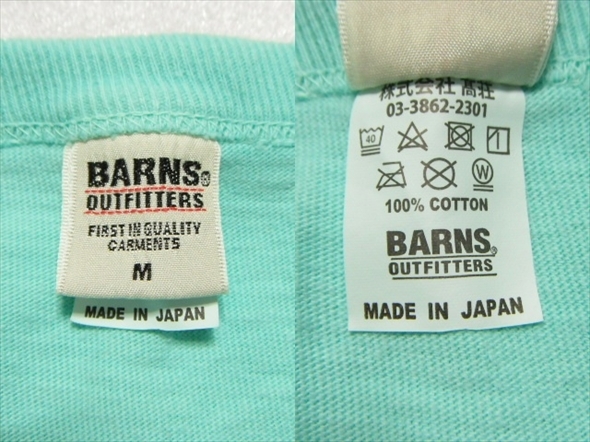 BARNS®
OUTFITTERS
FIRST IN QUALITY
GARMENTS
M
MADE IN JAPAN
株式会社 髙荘
03-3862-2301
40
W
100% COTTON
BARNS®
OUTFITTERS
MADE IN JAPAN